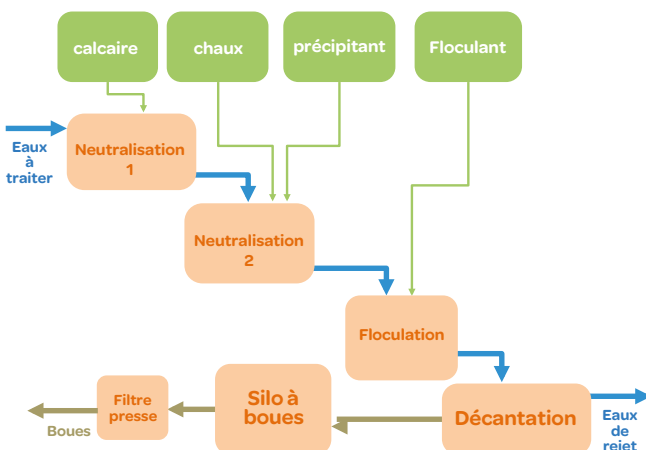 calcaire
chaux
précipitant
Floculant
Eaux
à
traiter
Neutralisation
1
Neutralisation
2
Floculation
Filtre
presse
Silo à
boues
Décantation
Boues
Eaux
de
rejet